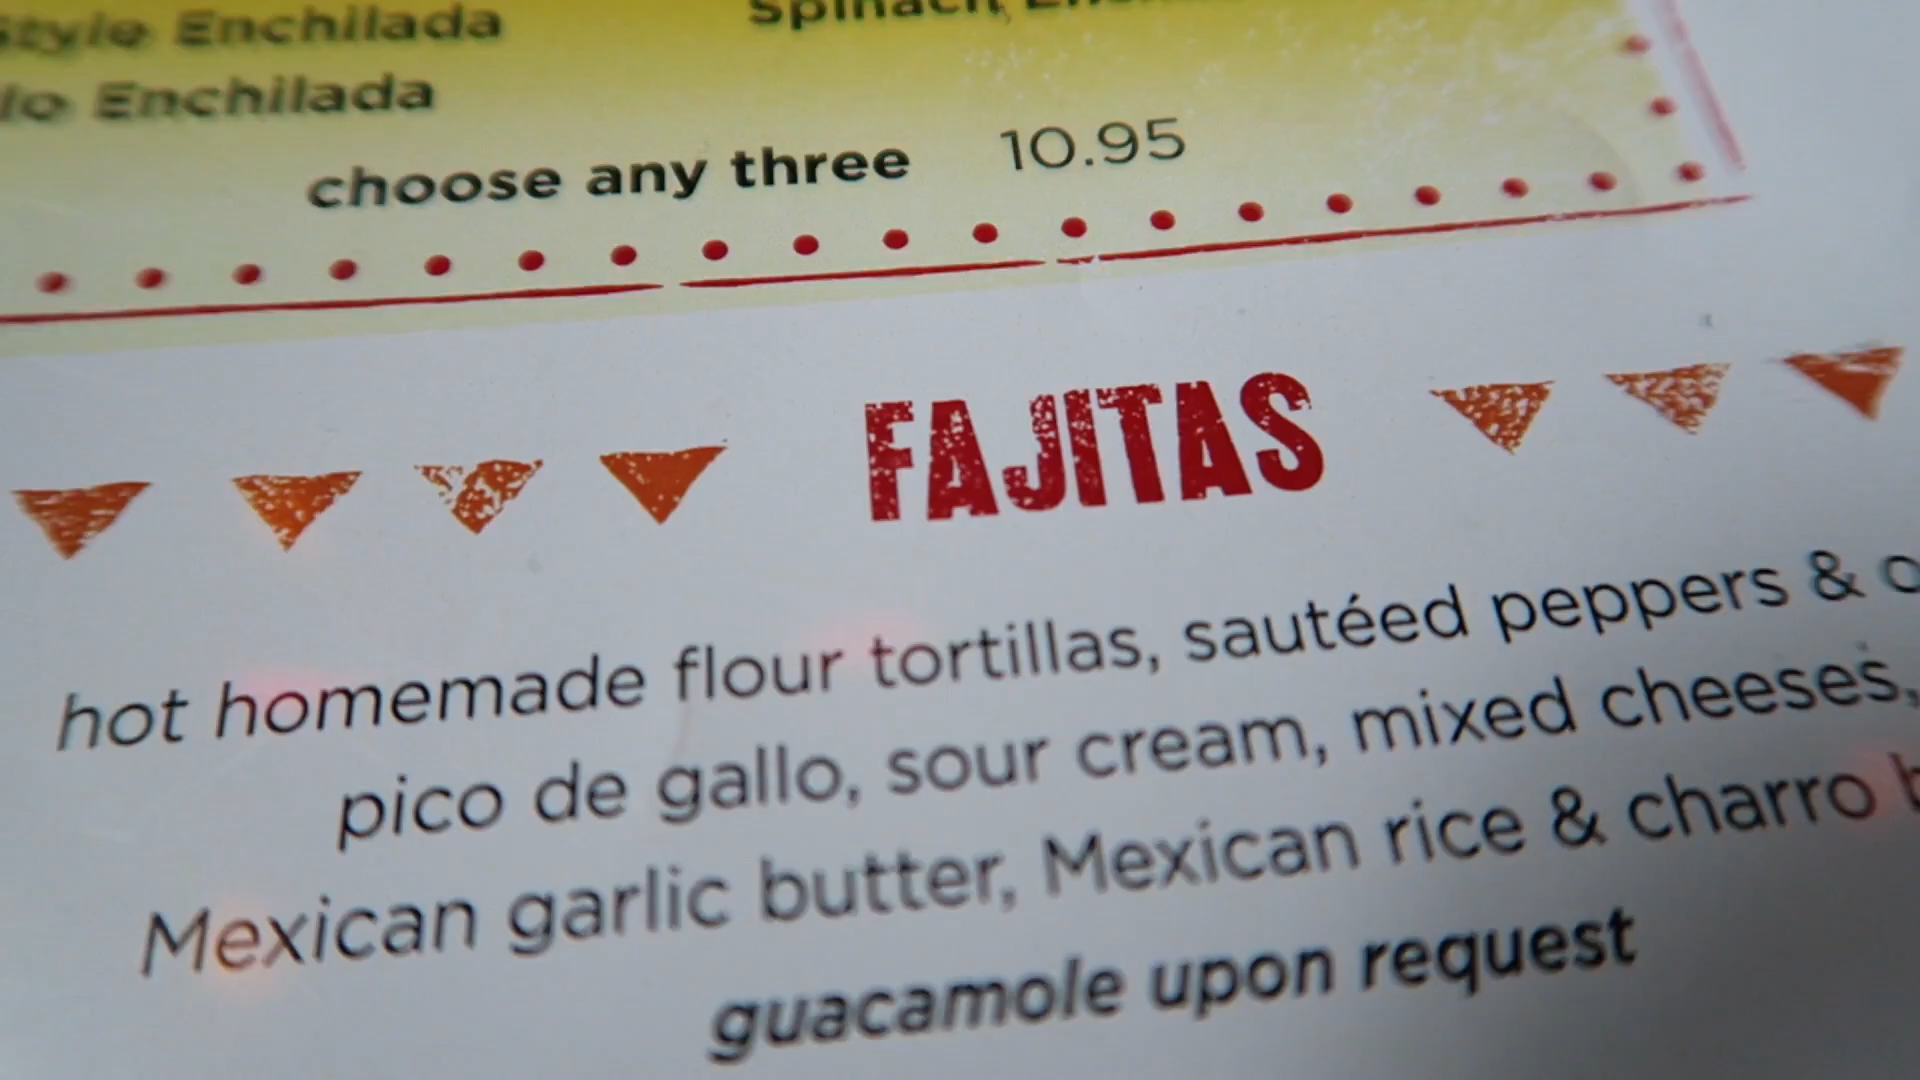 Style Enchilada
Spinach
Enchilada
choose any three 10.95
FAJITAS
hot homemade flour tortillas, sautéed peppers &
pico de gallo, sour cream, mixed cheeses,
Mexican garlic butter, Mexican rice & charro
guacamole upon request